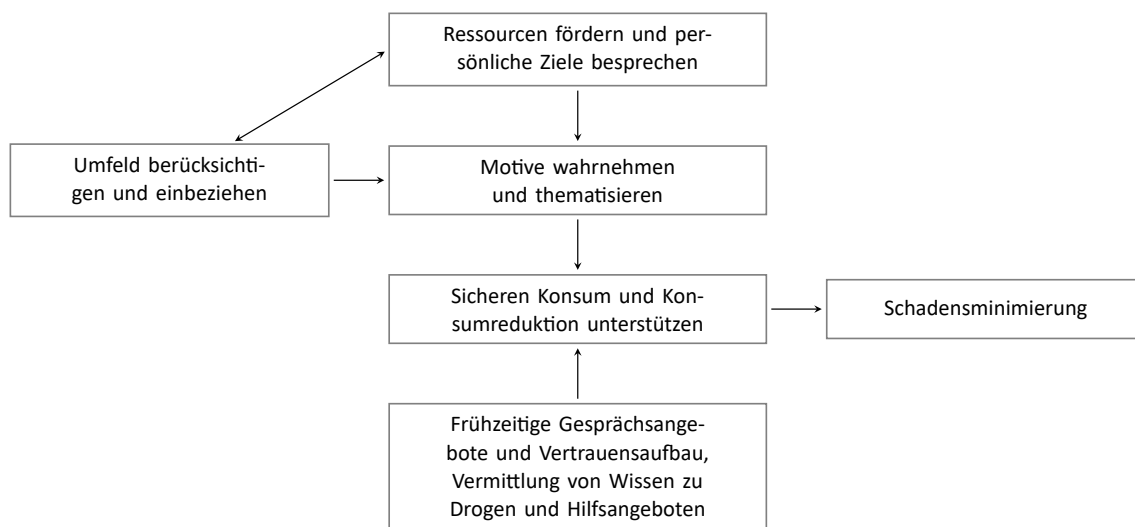 Ressourcen fördern und per-
sönliche Ziele besprechen
Umfeld berücksichti-
gen und einbeziehen
Motive wahrnehmen
und thematisieren
Sicheren Konsum und Kon-
sumreduktion unterstützen
Schadensminimierung
Frühzeitige Gesprächsange-
bote und Vertrauensaufbau,
Vermittlung von Wissen zu
Drogen und Hilfsangeboten